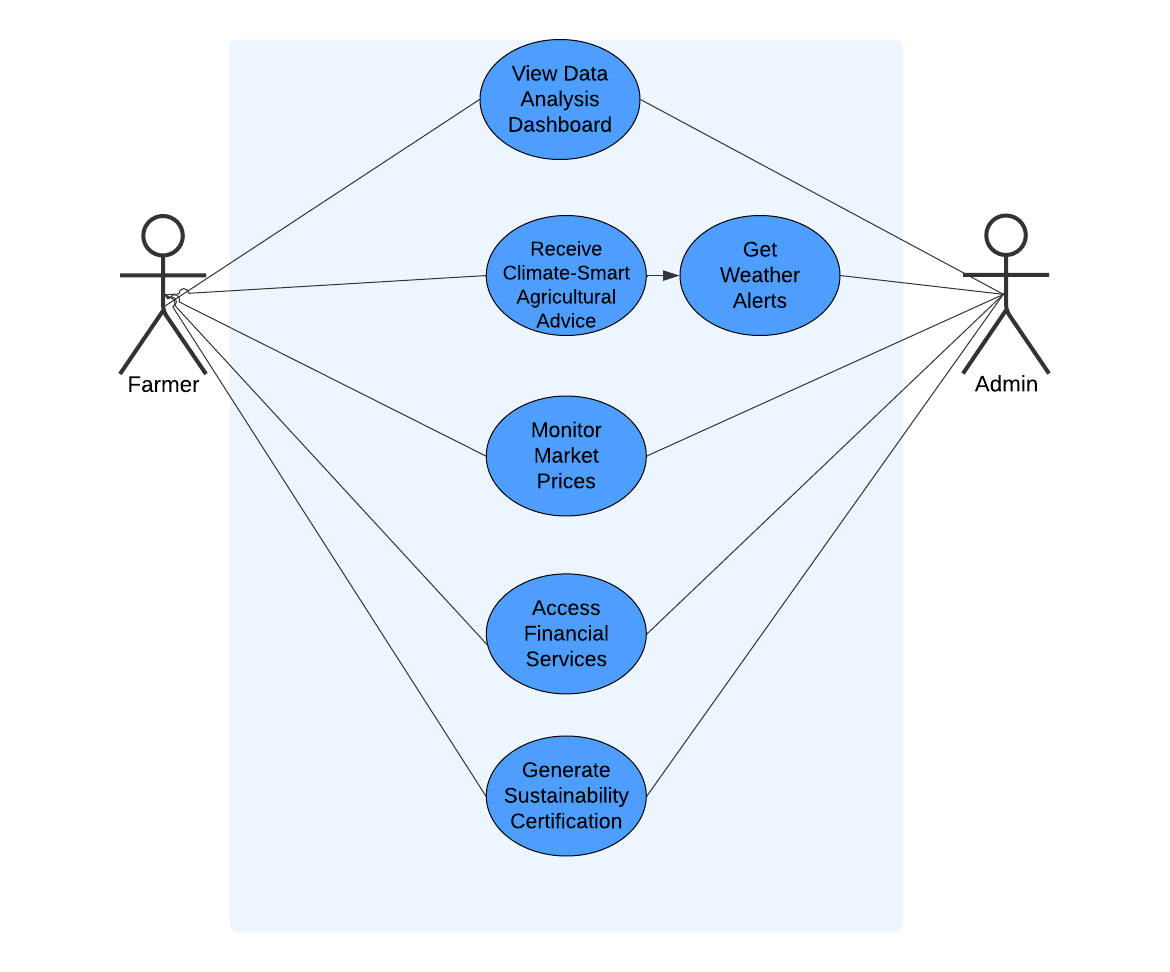 View Data
Analysis
Dashboard
Receive
Climate-Smart
Agricultural
Advice
Get
Weather
Alerts
Farmer
Admin
Monitor
Market
Prices
Access
Financial
Services
Generate
Sustainability
Certification